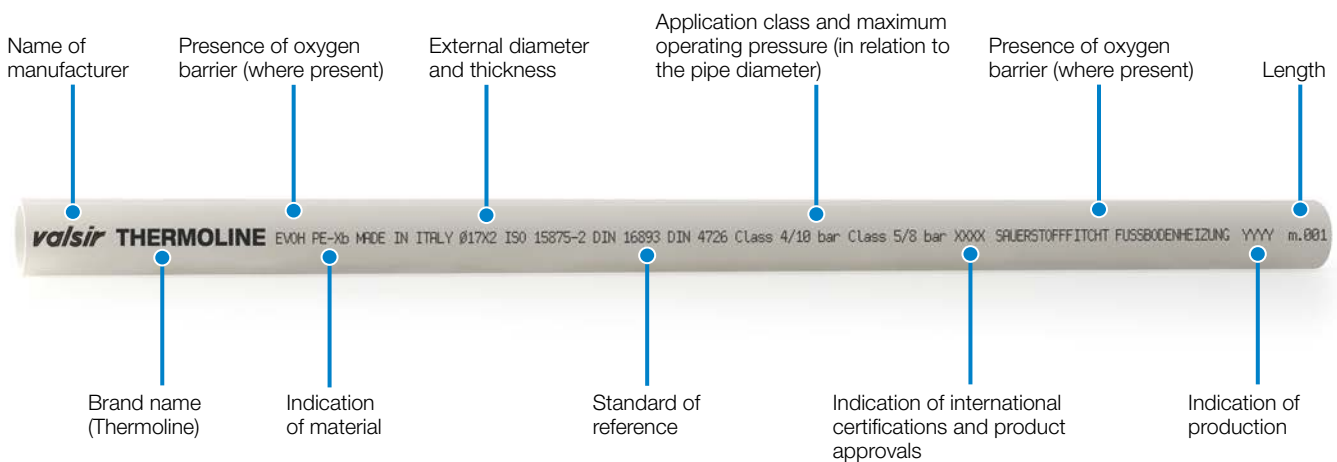 Name of
manufacturer
Presence of oxygen
barrier (where present)
External diameter
and thickness
Application class and maximum
operating pressure (in relation to
the pipe diameter)
Presence of oxygen
barrier (where present)
Length
valsir THERMOLINE EVOH PE-Xb MADE IN ITALY Ø17X2 ISO 15875-2 DIN 16893 DIN 4726 Class 4/10 bar Class 5/8 bar XXXX SAUERSTOFFFITCHT FUSSBODENHEIZUNG YYYY m.001
Brand name
(Thermoline)
Indication
of material
Standard of
reference
Indication of international
certifications and product
approvals
Indication of
production